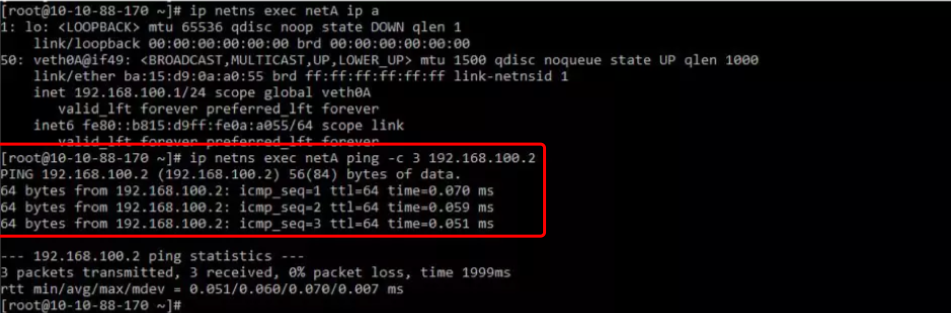 [root@10-10-88-170 ~]# ip netns exec netA ip a
1: lo: <LOOPBACK> mtu 65536 qdisc noop state DOWN qlen 1
link/loopback 00:00:00:00:00:00 brd 00:00:00:00:00:00
50: veth0A@if49: <BROADCAST,MULTICAST,UP,LOWER_UP> mtu 1500 qdisc noqueue state UP qlen 1000
link/ether ba:15:d9:0a:a0:55 brd ff:ff:ff:ff:ff:ff link-netnsid 1
inet 192.168.100.1/24 scope global veth0A
valid_lft forever preferred_lft forever
inet6 fe80::b815:d9ff:fe0a:a055/64 scope link
valid_lft forever preferred_lft forever
[root@10-10-88-170 ~]# ip netns exec netA ping -c 3 192.168.100.2
PING 192.168.100.2 (192.168.100.2) 56(84) bytes of data.
64 bytes from 192.168.100.2: icmp_seq=1 ttl=64 time=0.070 ms
64 bytes from 192.168.100.2: icmp_seq=2 ttl=64 time=0.059 ms
64 bytes from 192.168.100.2: icmp_seq=3 ttl=64 time=0.051 ms
--- 192.168.100.2 ping statistics ---
3 packets transmitted, 3 received, 0% packet loss, time 1999ms
rtt min/avg/max/mdev = 0.051/0.060/0.070/0.007 ms
[root@10-10-88-170 ~]#